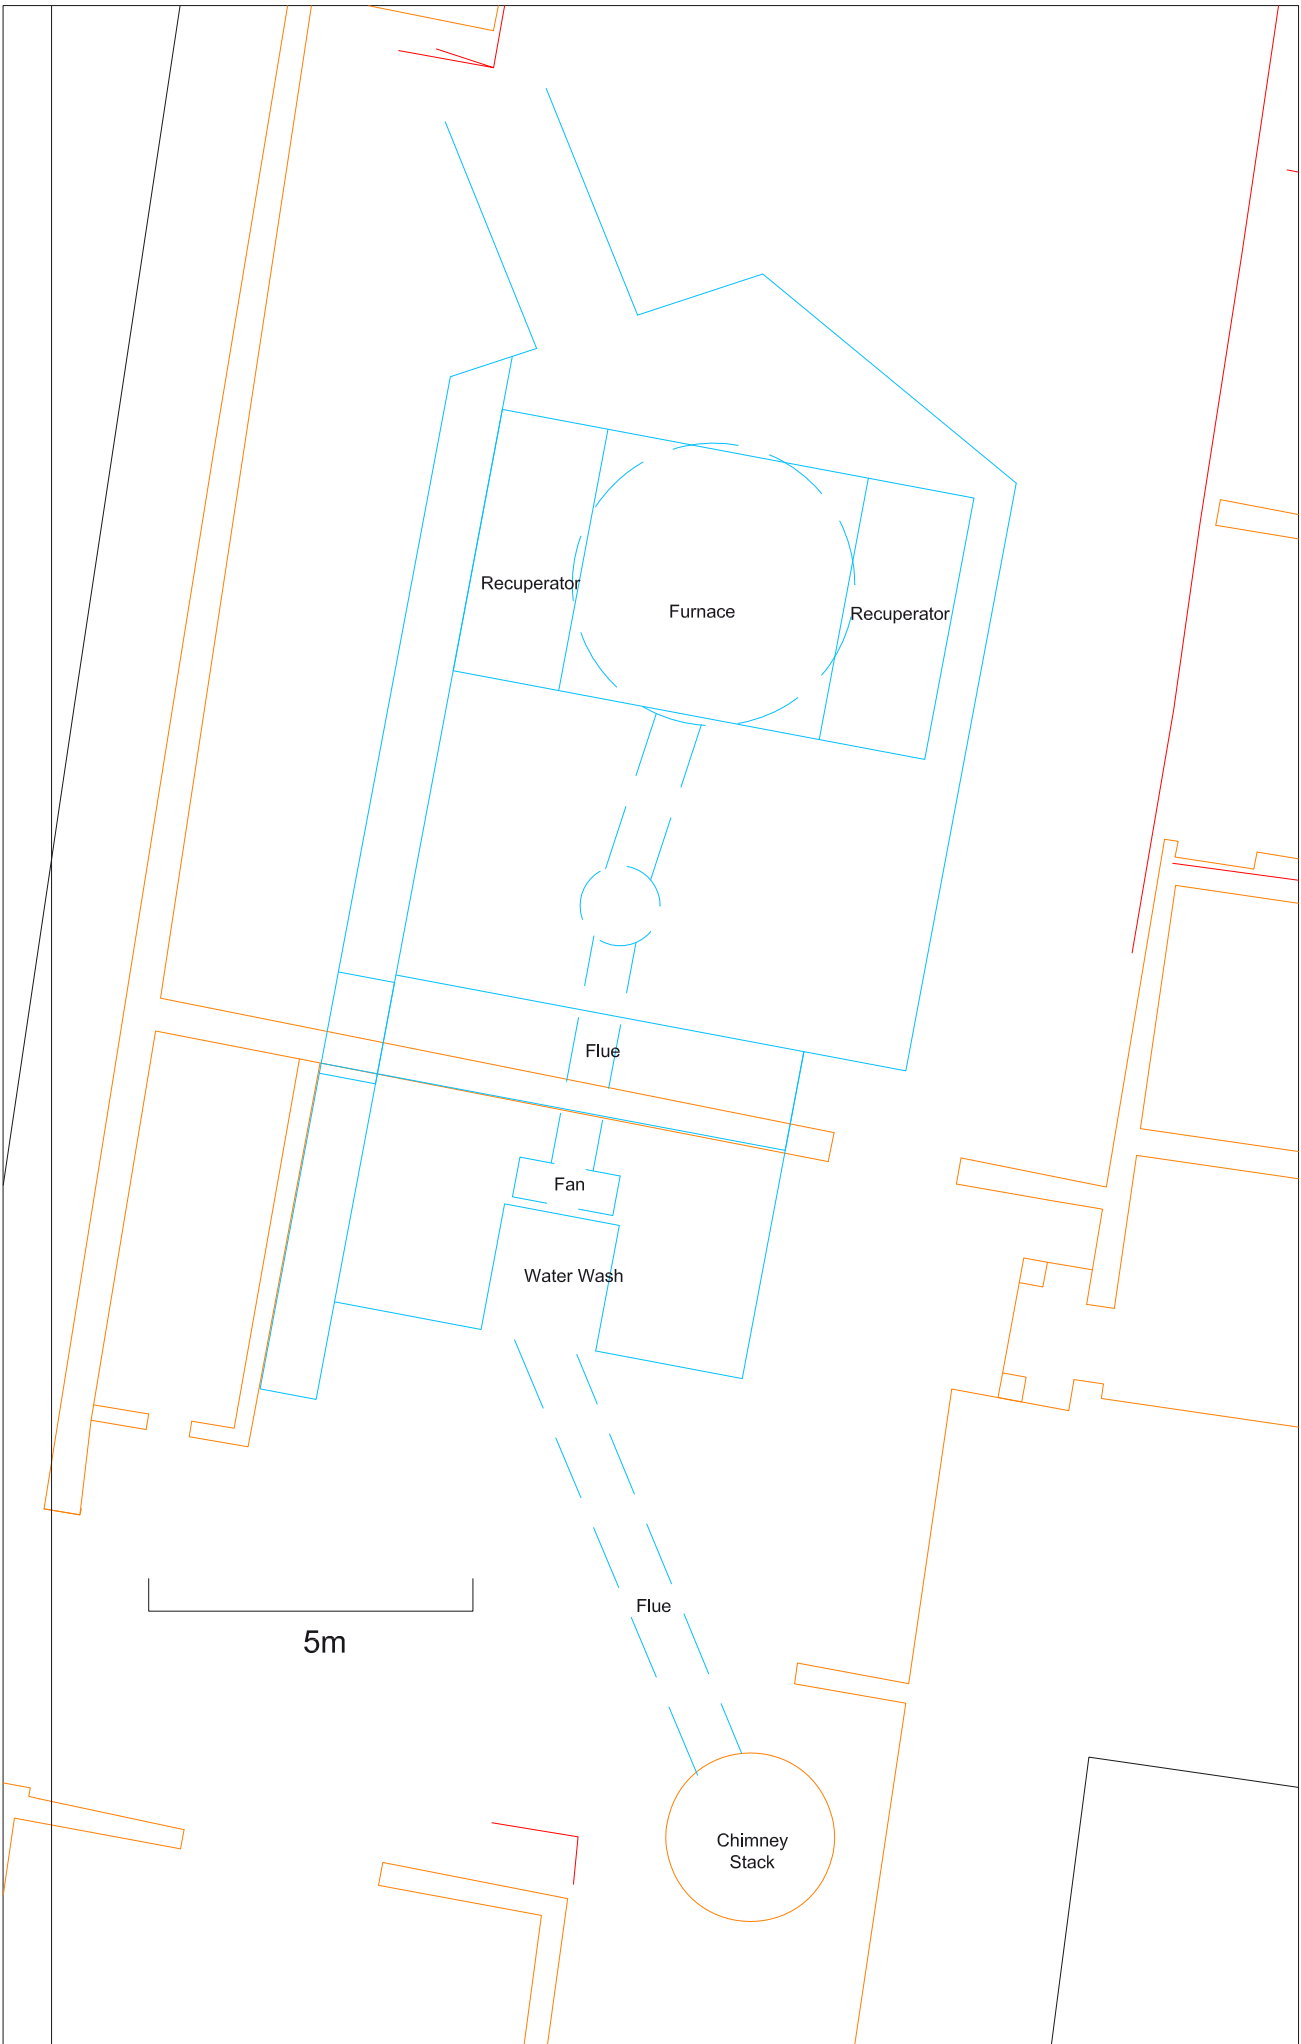 Recuperator
Furnace
Recuperator
Flue
Fan
Water Wash
Flue
5m
Chimney
Stack